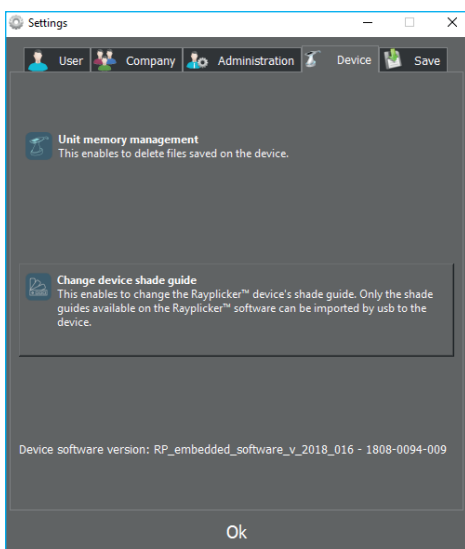 Settings
User Company Administration Device Save
Unit memory management
This enables to delete files saved on the device.
Change device shade guide
This enables to change the Rayplicker™ device's shade guide. Only the shade
guides available on the Rayplicker™ software can be imported by usb to the
device.
Device software version: RP_embedded_software_v_2018_016 - 1808-0094-009
Ok